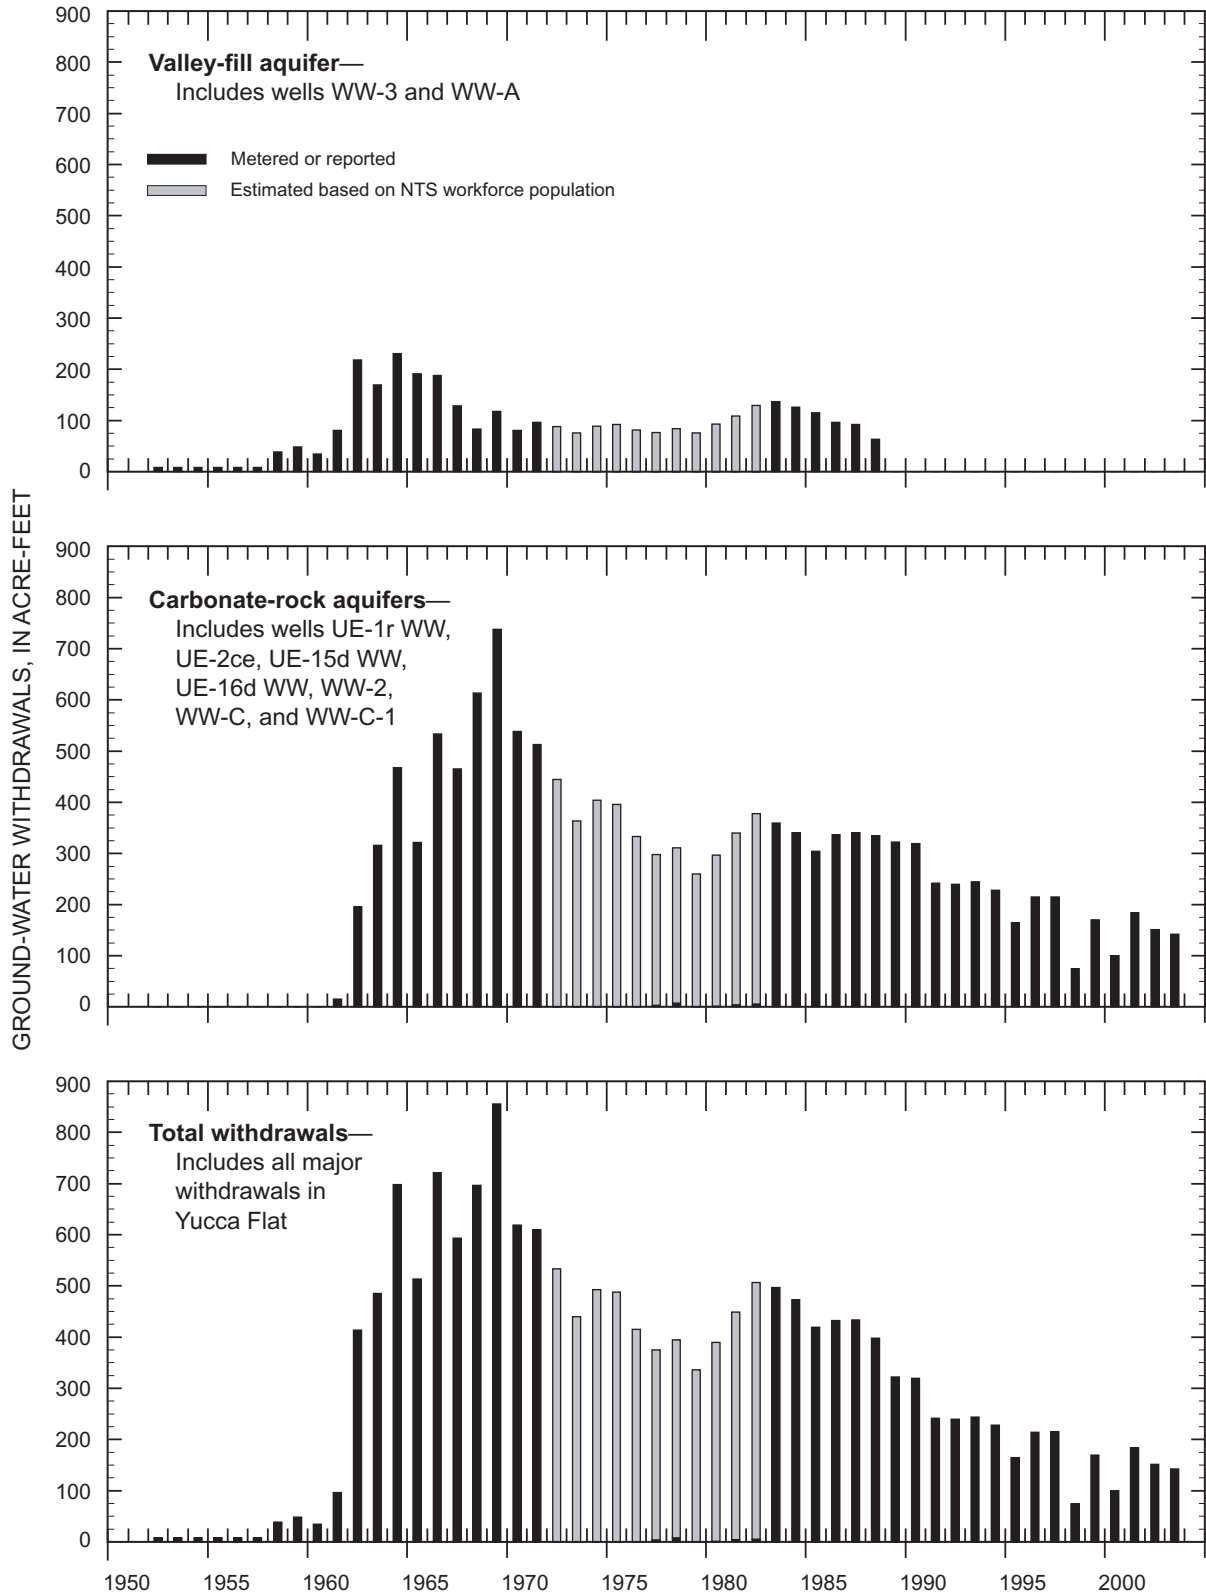 GROUND-WATER WITHDRAWALS, IN ACRE-FEET
900
800
700
600
500
400
300
200
100
0
Valley-fill aquifer—
Includes wells WW-3 and WW-A
Metered or reported
Estimated based on NTS workforce population
900
800
700
600
500
400
300
200
100
0
Carbonate-rock aquifers—
Includes wells UE-1r WW,
UE-2ce, UE-15d WW,
UE-16d WW, WW-2,
WW-C, and WW-C-1
900
800
700
600
500
400
300
200
100
0
Total withdrawals—
Includes all major
withdrawals in
Yucca Flat
1950 1955 1960 1965 1970 1975 1980 1985 1990 1995 2000